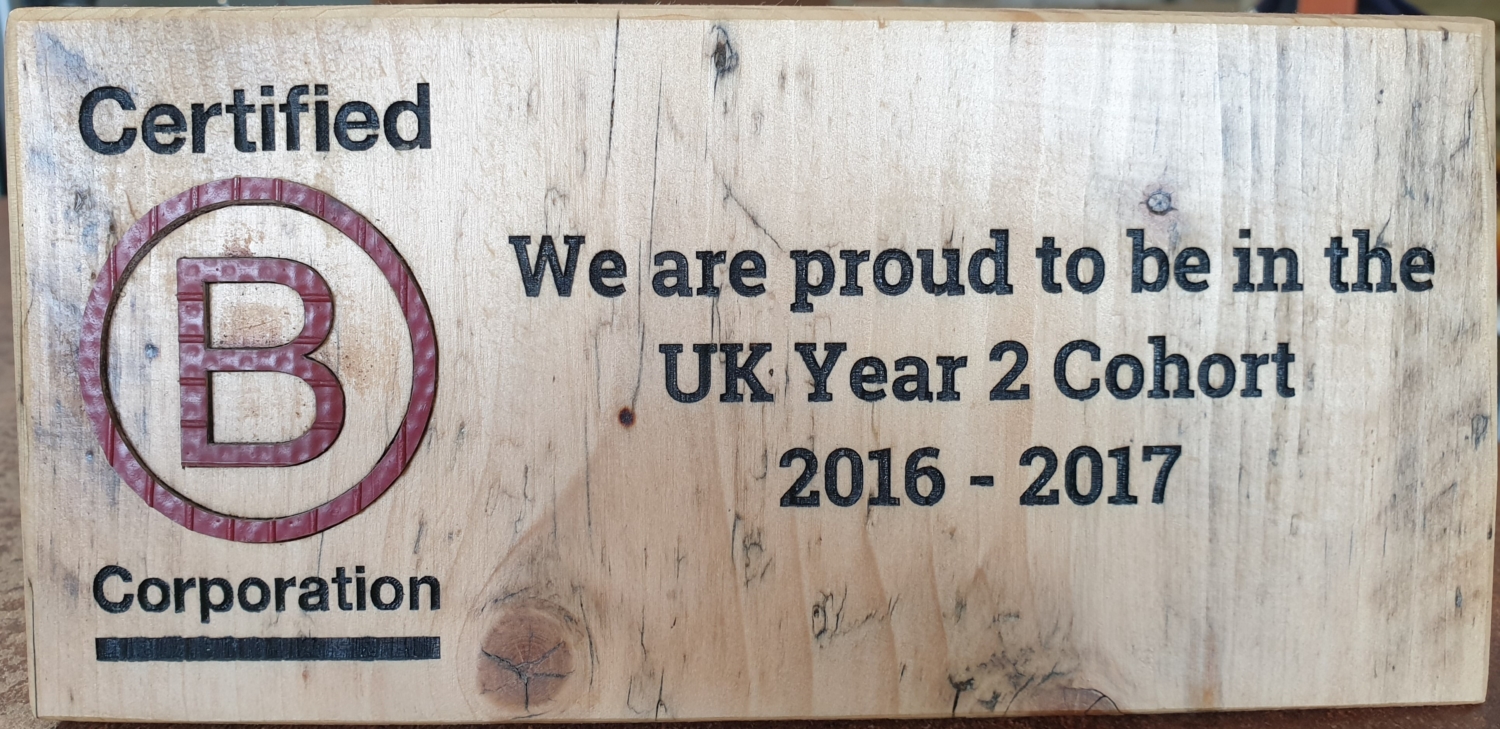 Certified
B
Corporation
We are proud to be in the
UK Year 2 Cohort
2016 - 2017